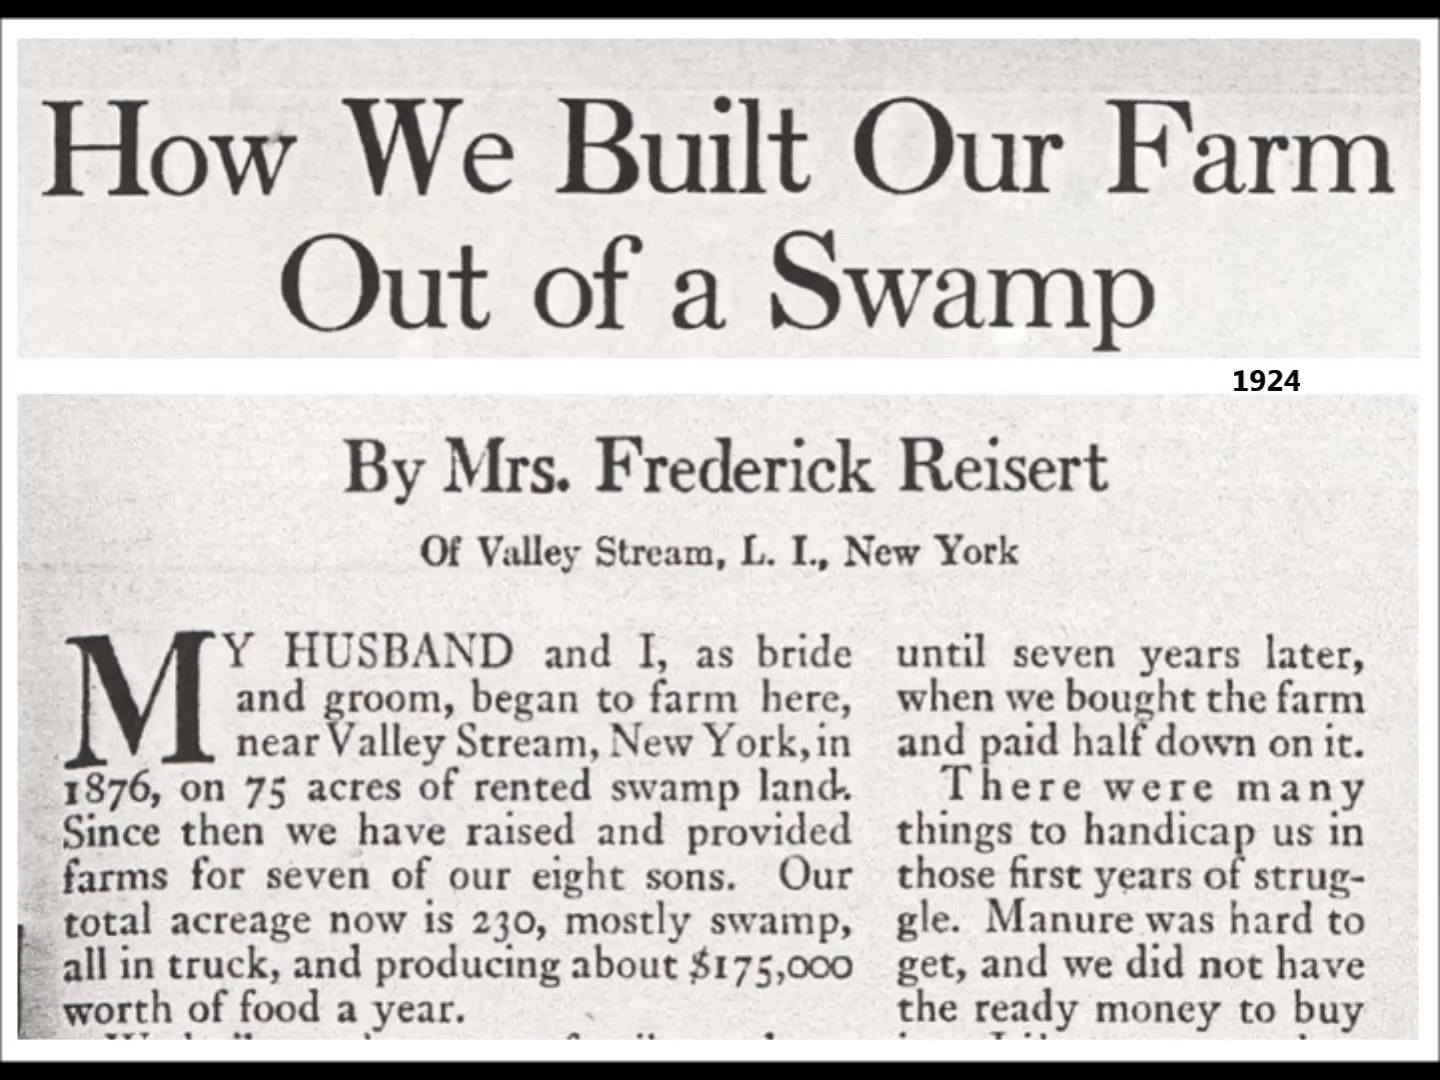 How We Built Our Farm
Out of a Swamp
1924
By Mrs. Frederick Reisert
Of Valley Stream, L. I., New York
MY HUSBAND and I, as bride
and groom, began to farm here,
near Valley Stream, New York, in
1876, on 75 acres of rented swamp land.
Since then we have raised and provided
farms for seven of our eight sons. Our
total acreage now is 230, mostly swamp,
all in truck, and producing about $175,000
worth of food a year.
until seven years later,
when we bought the farm
and paid half down on it.
There were many
things to handicap us in
those first years of strug-
gle. Manure was hard to
get, and we did not have
the ready money to buy